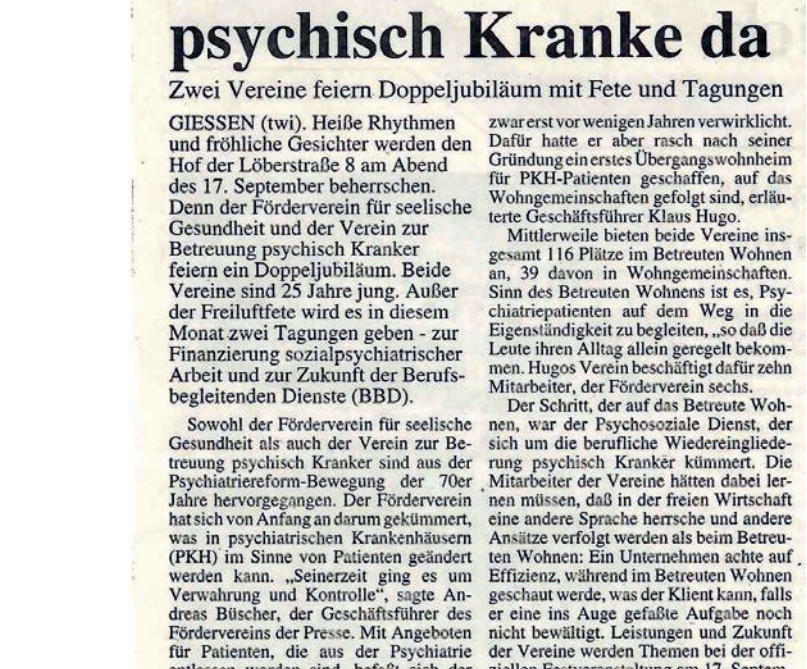 psychisch Kranke da
Zwei Vereine feiern Doppeljubiläum mit Fete und Tagungen
GIESSEN (twi). Heiße Rhythmen
und fröhliche Gesichter werden den
Hof der Löberstraße 8 am Abend
des 17. September beherrschen.
Denn der Förderverein für seelische
Gesundheit und der Verein zur
Betreuung psychisch Kranker
feiern ein Doppeljubiläum. Beide
Vereine sind 25 Jahre jung. Außer
der Freiluftfete wird es in diesem
Monat zwei Tagungen geben - zur
Finanzierung sozialpsychiatrischer
Arbeit und zur Zukunft der Berufs-
begleitenden Dienste (BBD).
Sowohl der Förderverein für seelische
Gesundheit als auch der Verein zur Be-
treuung psychisch Kranker sind aus der
Psychiatriereform-Bewegung der 70er
Jahre hervorgegangen. Der Förderverein
hat sich von Anfang an darum gekümmert,
was in psychiatrischen Krankenhäusern
(PKH) im Sinne von Patienten geändert
werden kann. „Seinerzeit ging es um
Verwahrung und Kontrolle“, sagte An-
dreas Büscher, der Geschäftsführer des
Fördervereins der Presse. Mit Angeboten
für Patienten, die aus der Psychiatrie
entlassen worden sind, befaßt sich der
zwar erst vor wenigen Jahren verwirklicht.
Dafür hatte er aber rasch nach seiner
Gründung ein erstes Übergangswohnheim
für PKH-Patienten geschaffen, auf das
Wohngemeinschaften gefolgt sind, erläu-
terte Geschäftsführer Klaus Hugo.
Mittlerweile bieten beide Vereine ins-
gesamt 116 Plätze im Betreuten Wohnen
an, 39 davon in Wohngemeinschaften.
Sinn des Betreuten Wohnens ist es, Psy-
chiatriepatienten auf dem Weg in die
Eigenständigkeit zu begleiten, „so daß die
Leute ihren Alltag allein geregelt bekom-
men. Hugos Verein beschäftigt dafür zehn
Mitarbeiter, der Förderverein sechs.
Der Schritt, der auf das Betreute Woh-
nen, war der Psychosoziale Dienst, der
sich um die berufliche Wiedereingliede-
rung psychisch Kranker kümmert. Die
Mitarbeiter der Vereine hätten dabei ler-
nen müssen, daß in der freien Wirtschaft
eine andere Sprache herrsche und andere
Ansätze verfolgt werden als beim Betreu-
ten Wohnen: Ein Unternehmen achte auf
Effizienz, während im Betreuten Wohnen
geschaut werde, was der Klient kann, falls
er eine ins Auge gefaßte Aufgabe noch
nicht bewältigt. Leistungen und Zukunft
der Vereine werden Themen bei der offi-
ziellen Festveranstaltung am 17. Septem-